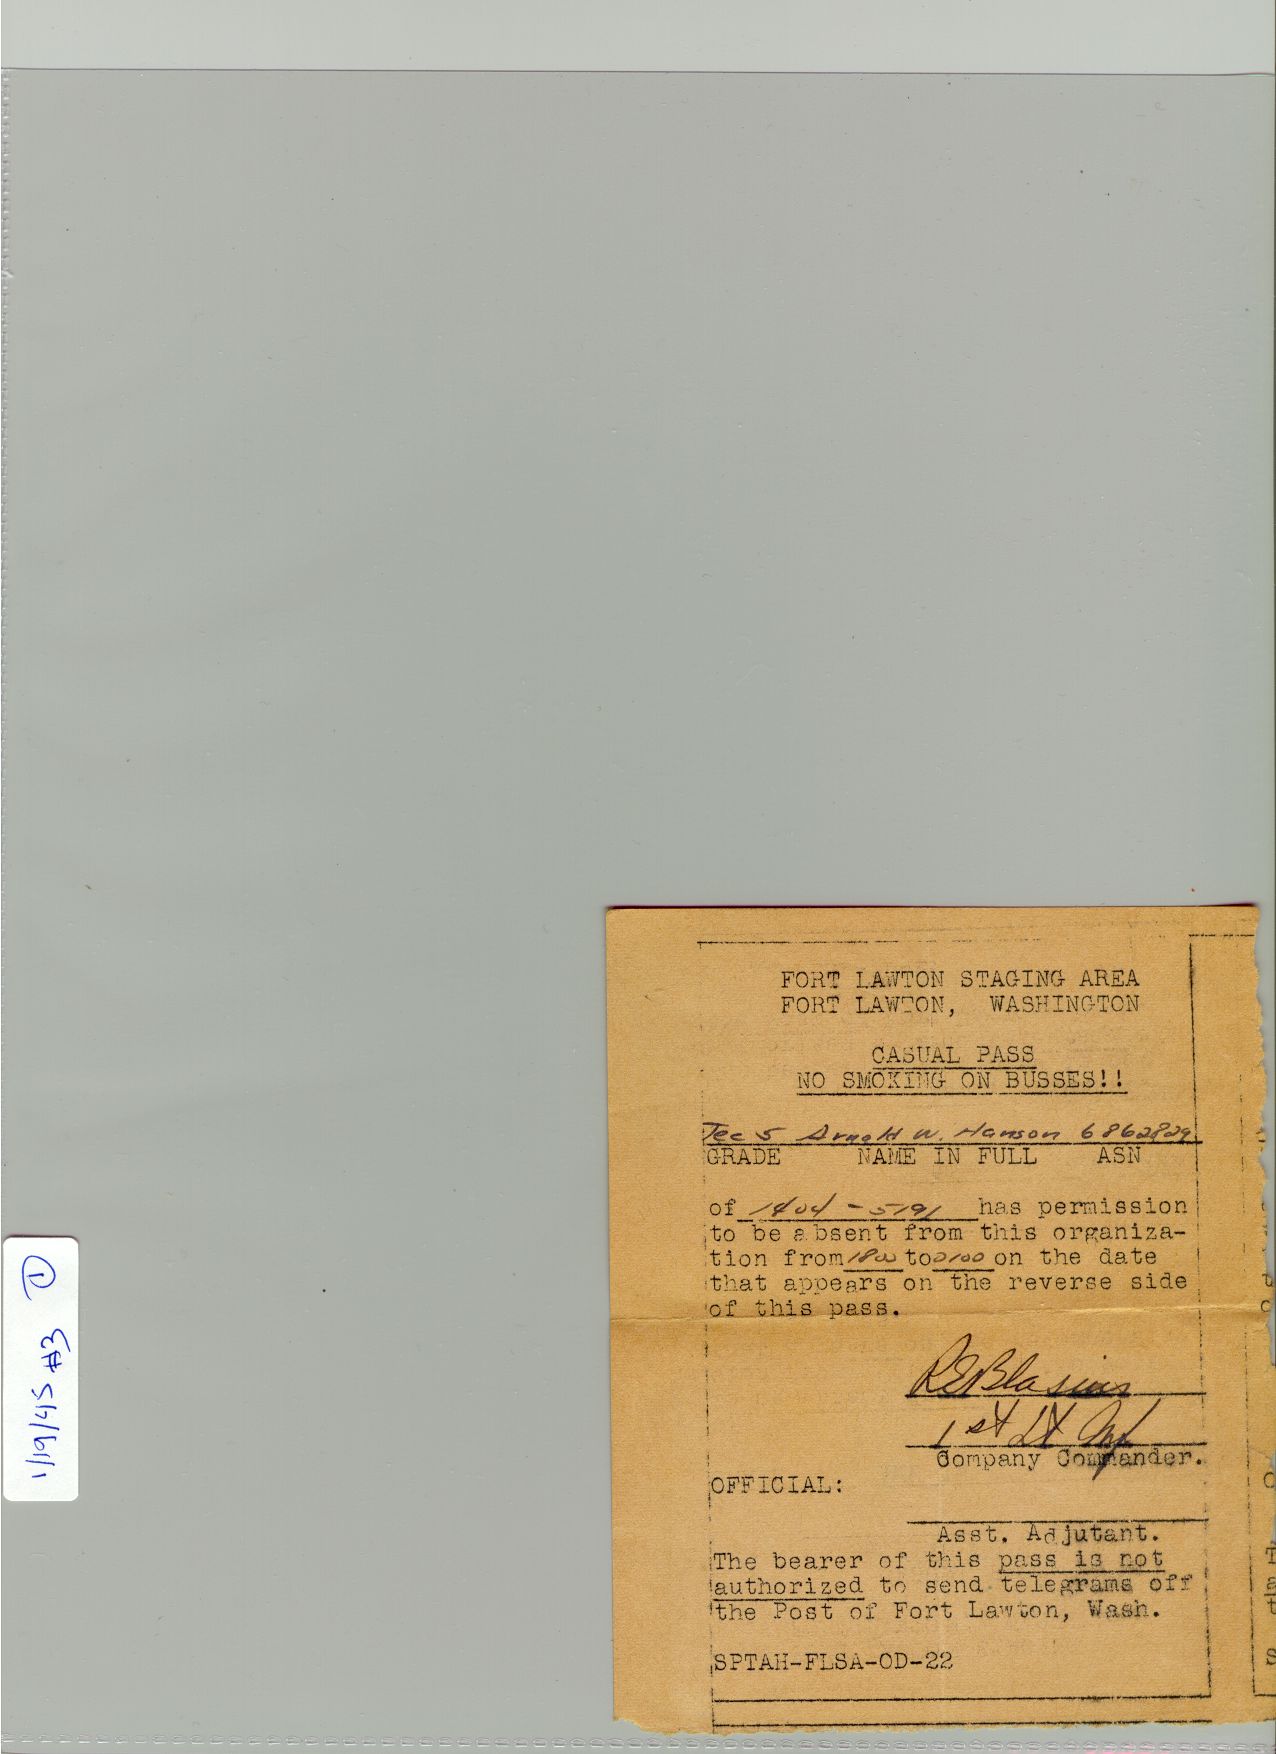 FORT LAWTON STAGING AREA
FORT LAWTON, WASHINGTON
CASUAL PASS
NO SMOKING ON BUSSES!!
Tec 5 Arnold W. Hanson 6862829
GRADE NAME IN FULL ASN
of 1404-5191 has permission
to be absent from this organiza-
tion from 1800 to 2100 on the date
that appears on the reverse side
of this pass.
RE Blasius
1st Lt
Company Commander.
OFFICIAL:
Asst. Adjutant.
The bearer of this pass is not
authorized to send telegrams off
the Post of Fort Lawton, Wash.
SPTAH-FLSA-OD-22
1/19/45 #3 1